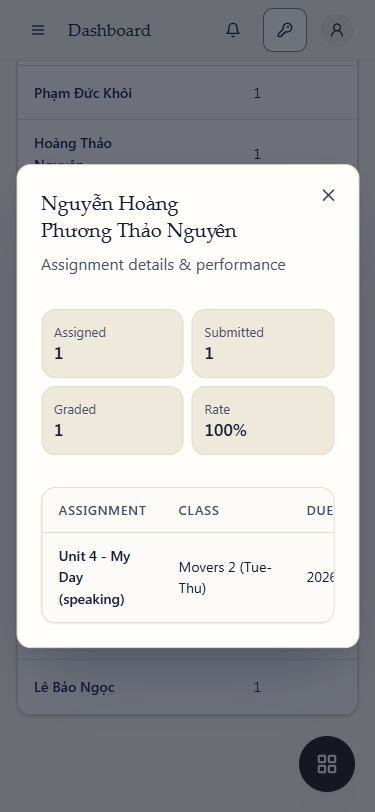 Dashboard
Phạm Đức Khôi 1
Hoàng Thảo 1
Nguyễn Hoàng
Phương Thảo Nguyên
Assignment details & performance
Assigned
1
Submitted
1
Graded
1
Rate
100%
ASSIGNMENT CLASS DUE
Unit 4 - My
Day
(speaking)
Movers 2 (Tue-
Thu)
2026
Lê Bảo Ngọc 1